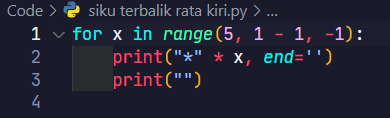 Code > siku terbalik rata kiri.py > ...
1 for x in range(5, 1 - 1, -1):
2 print("*" * x, end='')
3 print("")
4